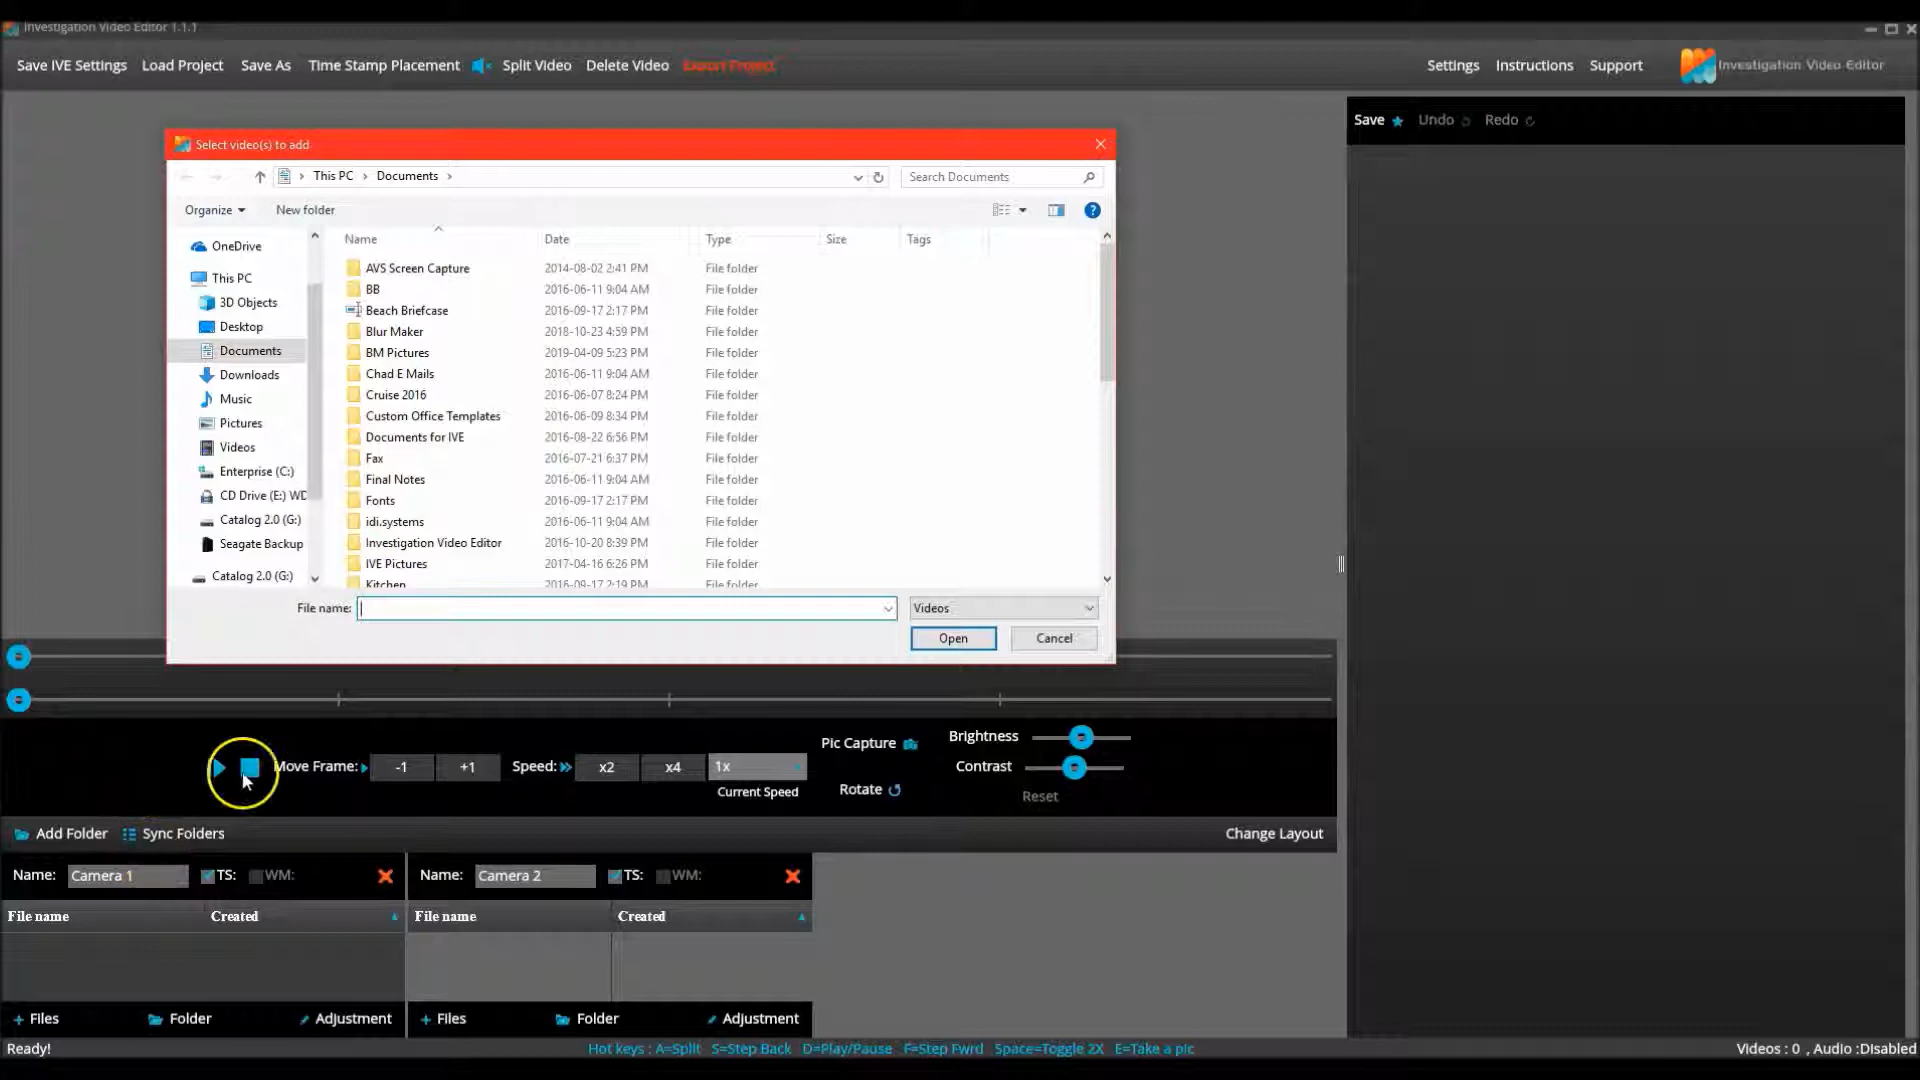 Investigation Video Editor 1.1.1
Save IVE Settings Load Project Save As Time Stamp Placement Split Video Delete Video Export Project Settings Instructions Support Investigation Video Editor
Save Undo Redo
Select video(s) to add
This PC Documents Search Documents
Organize New folder
Name Date Type Size Tags
OneDrive
This PC
3D Objects
Desktop
Documents
Downloads
Music
Pictures
Videos
Enterprise (C:)
CD Drive (E:) WD
Catalog 2.0 (G:)
Seagate Backup
Catalog 2.0 (G:)
AVS Screen Capture 2014-08-02 2:41 PM File folder
BB 2016-06-11 9:04 AM File folder
Beach Briefcase 2016-09-17 2:17 PM File folder
Blur Maker 2018-10-23 4:59 PM File folder
BM Pictures 2019-04-09 5:23 PM File folder
Chad E Mails 2016-06-11 9:04 AM File folder
Cruise 2016 2016-06-07 8:24 PM File folder
Custom Office Templates 2016-06-09 8:34 PM File folder
Documents for IVE 2016-08-22 6:56 PM File folder
Fax 2016-07-21 6:37 PM File folder
Final Notes 2016-06-11 9:04 AM File folder
Fonts 2016-09-17 2:17 PM File folder
idi.systems 2016-06-11 9:04 AM File folder
Investigation Video Editor 2016-10-20 8:39 PM File folder
IVE Pictures 2017-04-16 6:26 PM File folder
Kitchen 2016-09-17 2:19 PM File folder
File name: Videos
Open Cancel
Move Frame: -1 +1 Speed: x2 x4 1x
Current Speed
Pic Capture
Rotate
Brightness
Contrast
Reset
Add Folder Sync Folders Change Layout
Name: Camera 1 TS: WM: Name: Camera 2 TS: WM:
File name Created File name Created
+ Files Folder Adjustment + Files Folder Adjustment
Ready! Hot keys : A=Split S=Step Back D=Play/Pause F=Step Fwrd Space=Toggle 2X E=Take a pic Videos : 0 , Audio :Disabled